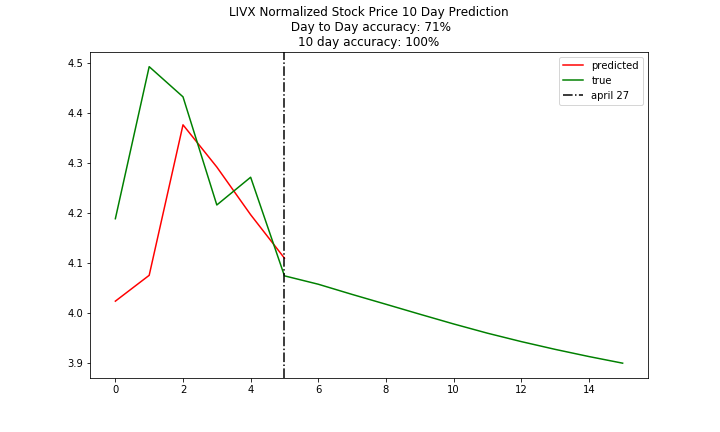 LIVX Normalized Stock Price 10 Day Prediction
Day to Day accuracy: 71%
10 day accuracy: 100%
predicted
true
april 27
4.5
4.4
4.3
4.2
4.1
4.0
3.9
0 2 4 6 8 10 12 14